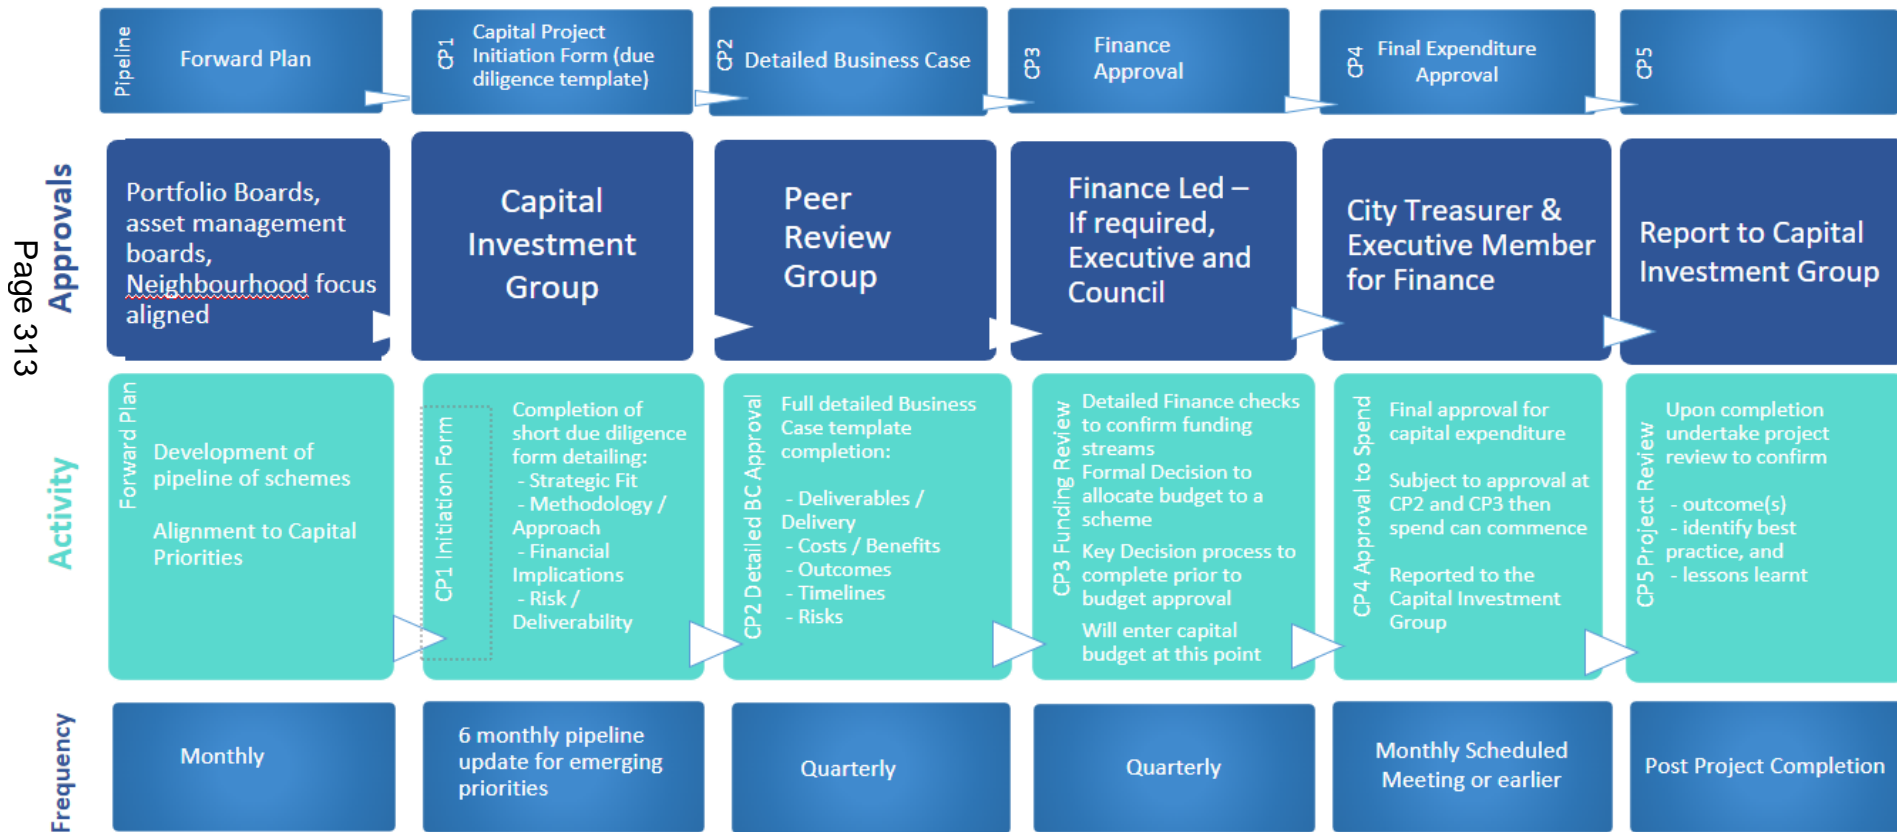 Pipeline
Forward Plan
CP1
Capital Project
Initiation Form (due
diligence template)
CP2
Detailed Business Case
CP3
Finance
Approval
CP4
Final Expenditure
Approval
CP5
Page 313
Approvals
Portfolio Boards,
asset management
boards,
Neighbourhood focus
aligned
Capital
Investment
Group
Peer
Review
Group
Finance Led –
If required,
Executive and
Council
City Treasurer &
Executive Member
for Finance
Report to Capital
Investment Group
Activity
Forward Plan
Development of
pipeline of schemes
Alignment to Capital
Priorities
CP1 Initiation Form
Completion of
short due diligence
form detailing:
- Strategic Fit
- Methodology /
Approach
- Financial
Implications
- Risk /
Deliverability
CP2 Detailed BC Approval
Full detailed Business
Case template
completion:
- Deliverables /
Delivery
- Costs / Benefits
- Outcomes
- Timelines
- Risks
CP3 Funding Review
Detailed Finance checks
to confirm funding
streams
Formal Decision to
allocate budget to a
scheme
Key Decision process to
complete prior to
budget approval
Will enter capital
budget at this point
CP4 Approval to Spend
Final approval for
capital expenditure
Subject to approval at
CP2 and CP3 then
spend can commence
Reported to the
Capital Investment
Group
CP5 Project Review
Upon completion
undertake project
review to confirm
- outcome(s)
- identify best
practice, and
- lessons learnt
Frequency
Monthly
6 monthly pipeline
update for emerging
priorities
Quarterly
Quarterly
Monthly Scheduled
Meeting or earlier
Post Project Completion